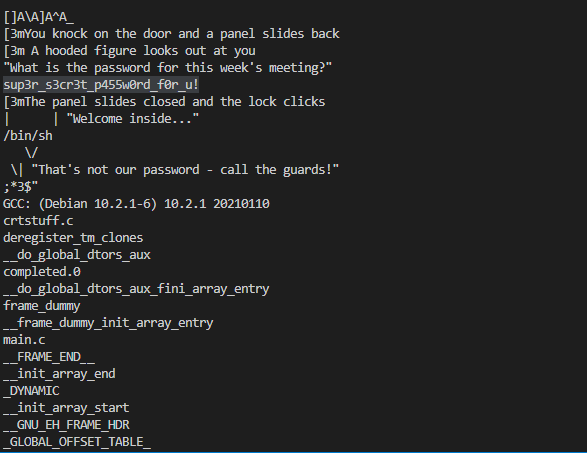 []A\A]A^A_
[3mYou knock on the door and a panel slides back
[3m A hooded figure looks out at you
"What is the password for this week's meeting?"
sup3r_s3cr3t_p455w0rd_f0r_u!
[3mThe panel slides closed and the lock clicks
|      | "Welcome inside..."
/bin/sh
   \/
 \| "That's not our password - call the guards!"
;*3$"
GCC: (Debian 10.2.1-6) 10.2.1 20210110
crtstuff.c
deregister_tm_clones
__do_global_dtors_aux
completed.0
__do_global_dtors_aux_fini_array_entry
frame_dummy
__frame_dummy_init_array_entry
main.c
__FRAME_END__
__init_array_end
_DYNAMIC
__init_array_start
__GNU_EH_FRAME_HDR
_GLOBAL_OFFSET_TABLE_